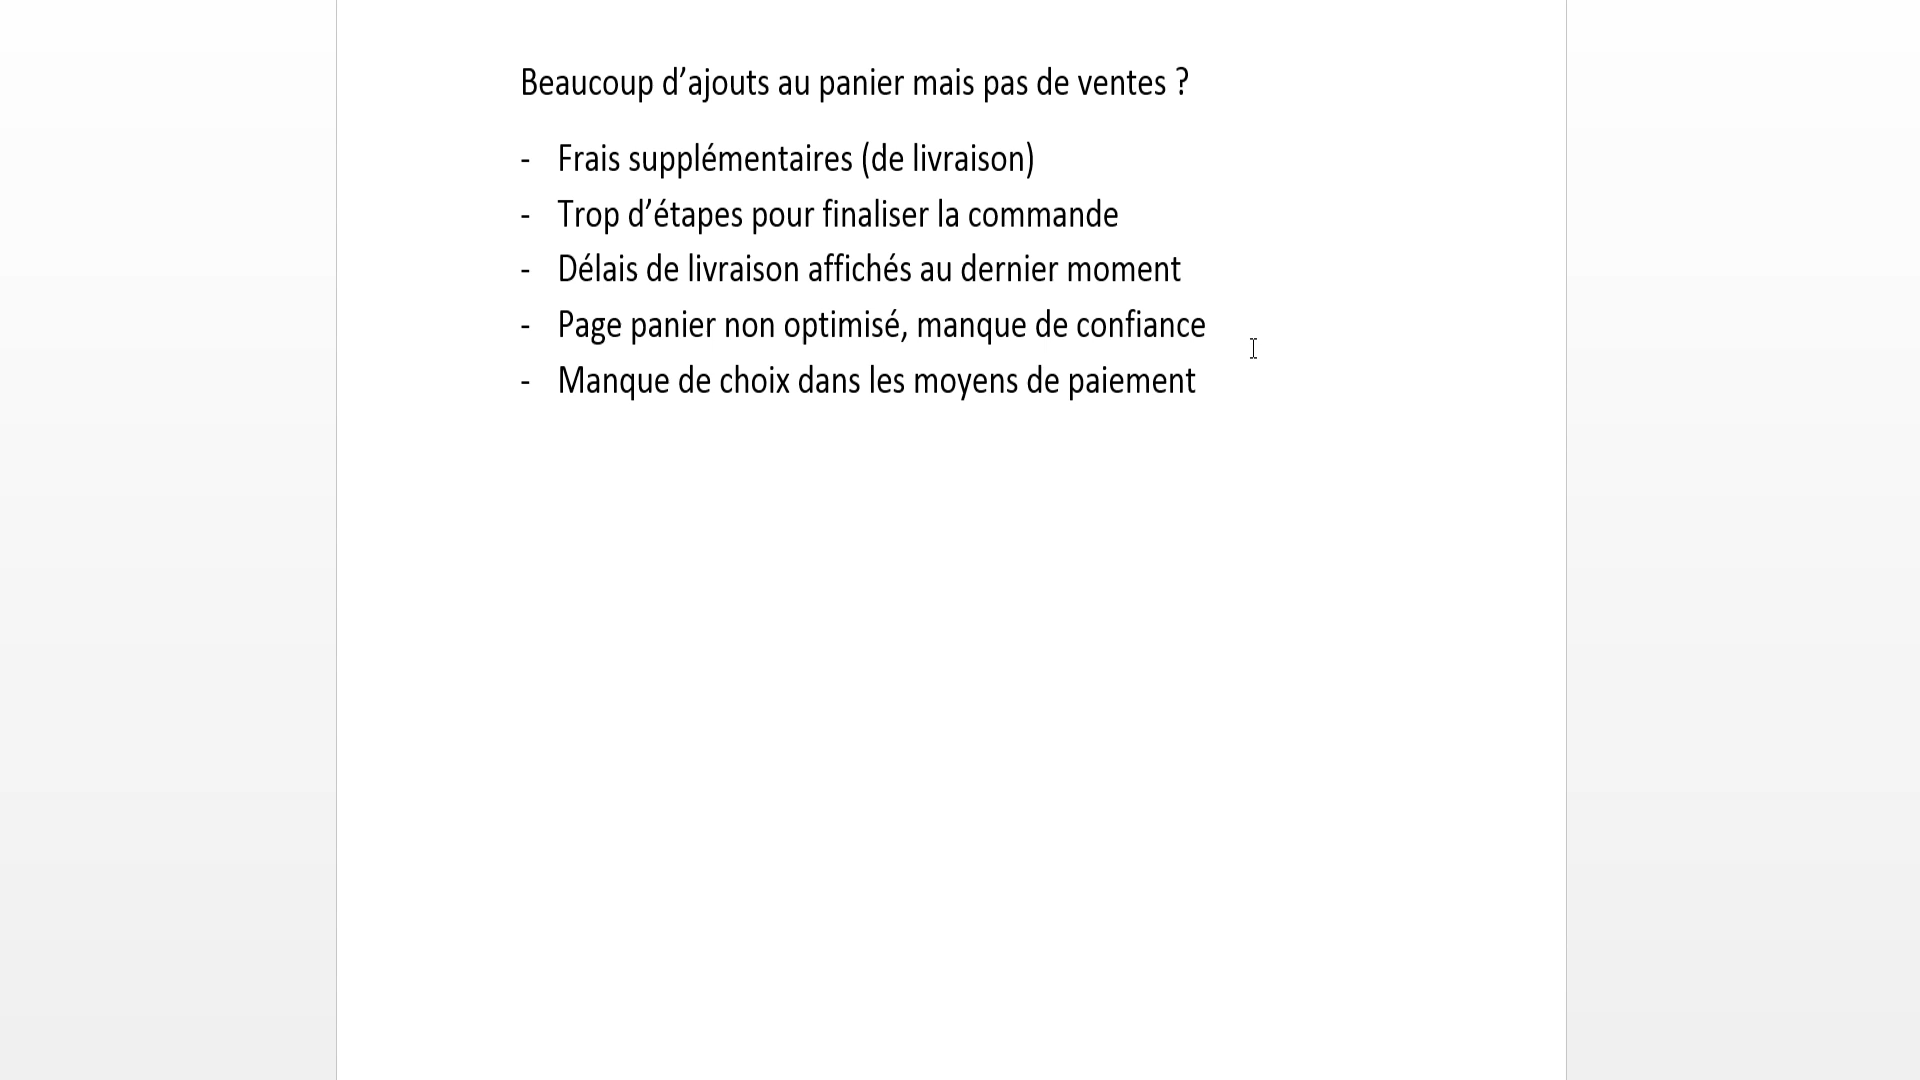 Beaucoup d’ajouts au panier mais pas de ventes ?
- Frais supplémentaires (de livraison)
- Trop d’étapes pour finaliser la commande
- Délais de livraison affichés au dernier moment
- Page panier non optimisé, manque de confiance
- Manque de choix dans les moyens de paiement